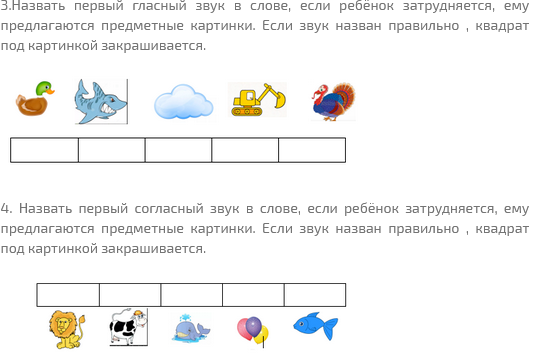 3.Назвать первый гласный звук в слове, если ребёнок затрудняется, ему
предлагаются предметные картинки. Если звук назван правильно , квадрат
под картинкой закрашивается.
4. Назвать первый согласный звук в слове, если ребёнок затрудняется, ему
предлагаются предметные картинки. Если звук назван правильно , квадрат
под картинкой закрашивается.